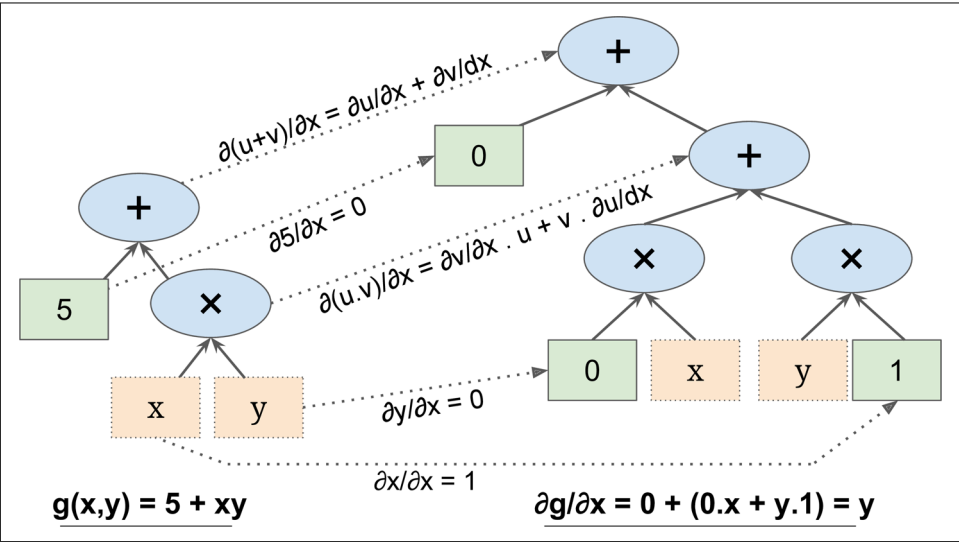 +
∂(u+v)/∂x = ∂u/∂x + ∂v/dx
0
+
+
∂5/∂x = 0
∂(u.v)/∂x = ∂v/∂x . u + v . ∂u/dx
×
×
5
×
0
x
y
1
x
y
∂y/∂x = 0
∂x/∂x = 1
g(x,y) = 5 + xy
∂g/∂x = 0 + (0.x + y.1) = y